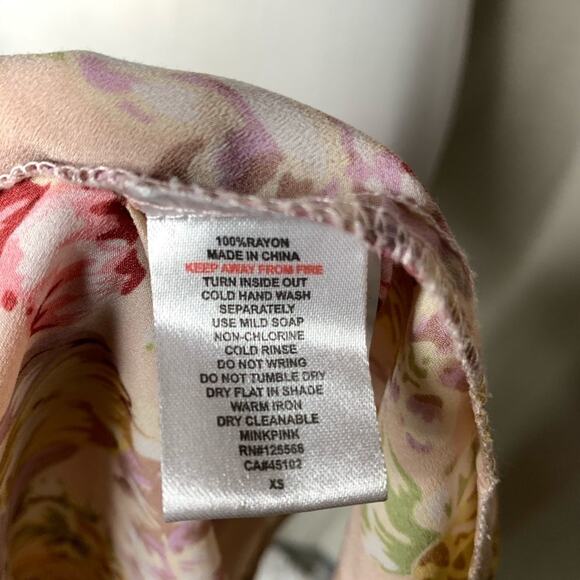 100%RAYON
MADE IN CHINA
KEEP AWAY FROM FIRE
TURN INSIDE OUT
COLD HAND WASH
SEPARATELY
USE MILD SOAP
NON-CHLORINE
COLD RINSE
DO NOT WRING
DO NOT TUMBLE DRY
DRY FLAT IN SHADE
WARM IRON
DRY CLEANABLE
MINKPINK
RN#125568
CA#45102
XS